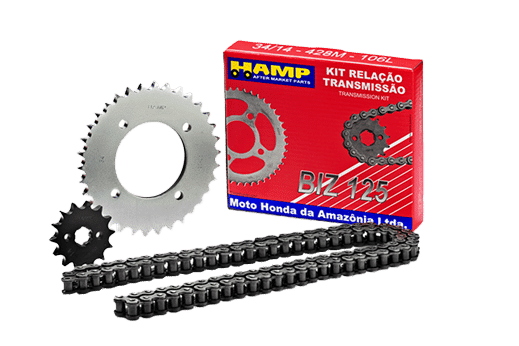 34/14 - 428M - 106L
HAMP
AFTER MARKET PARTS
KIT RELAÇÃO
TRANSMISSÃO
TRANSMISSION KIT
BIZ 125
Moto Honda da Amazônia Ltda.